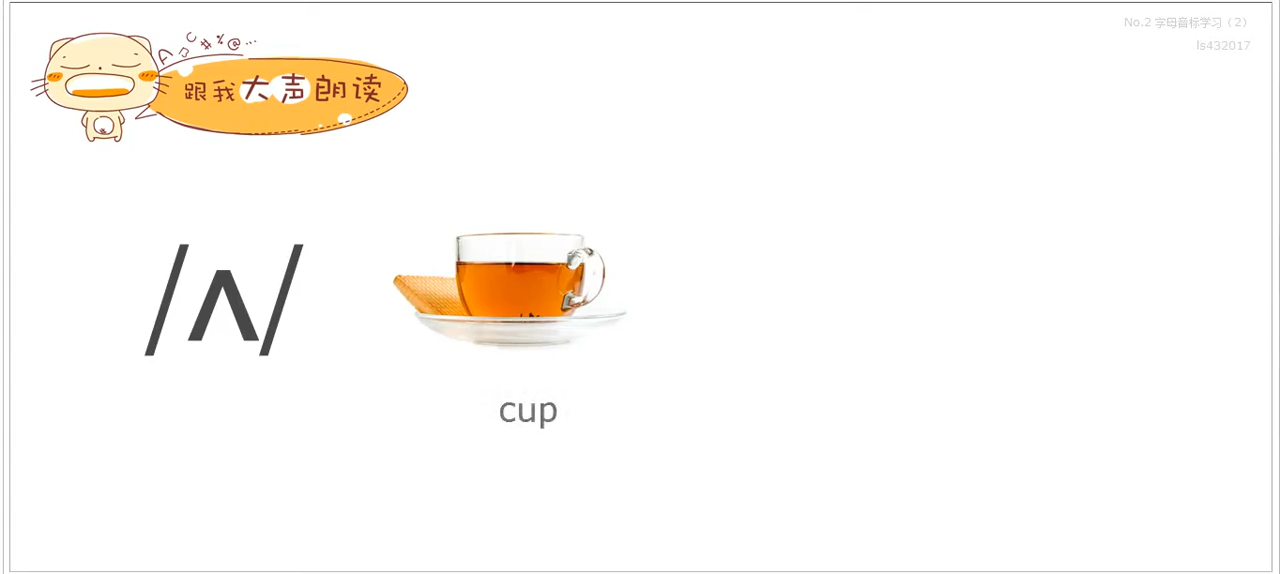 No.2 字母音标学习（2）
ls432017
A C # % @ ...
跟我大声朗读
/ʌ/
cup